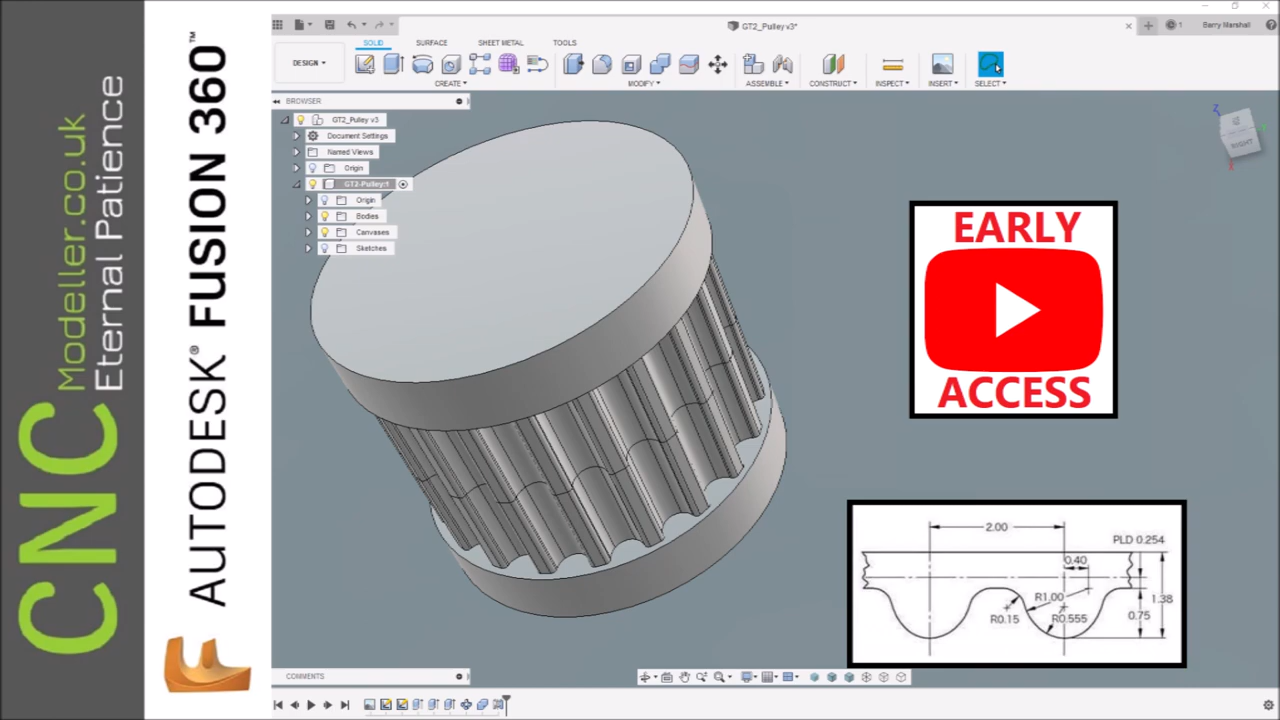 CNC
Modeller.co.uk
Eternal Patience
AUTODESK® FUSION 360™
GT2_Pulley v3*
1
Barry Marshall
DESIGN
SOLID
SURFACE
SHEET METAL
TOOLS
CREATE
MODIFY
ASSEMBLE
CONSTRUCT
INSPECT
INSERT
SELECT
BROWSER
GT2_Pulley v3
Document Settings
Named Views
Origin
GT2-Pulley:1
Origin
Bodies
Canvases
Sketches
Z
X
RIGHT
EARLY
ACCESS
2.00
PLD 0.254
0.40
R1.00
1.38
R0.15
R0.555
0.75
COMMENTS